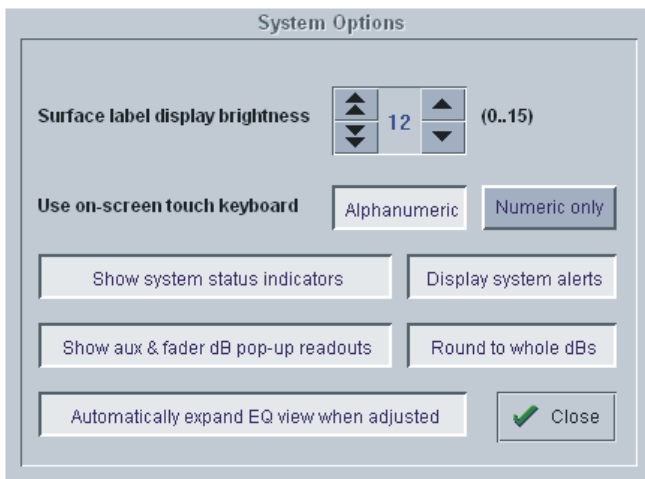 System Options
Surface label display brightness 12 (0..15)
Use on-screen touch keyboard Alphanumeric Numeric only
Show system status indicators Display system alerts
Show aux & fader dB pop-up readouts Round to whole dBs
Automatically expand EQ view when adjusted Close